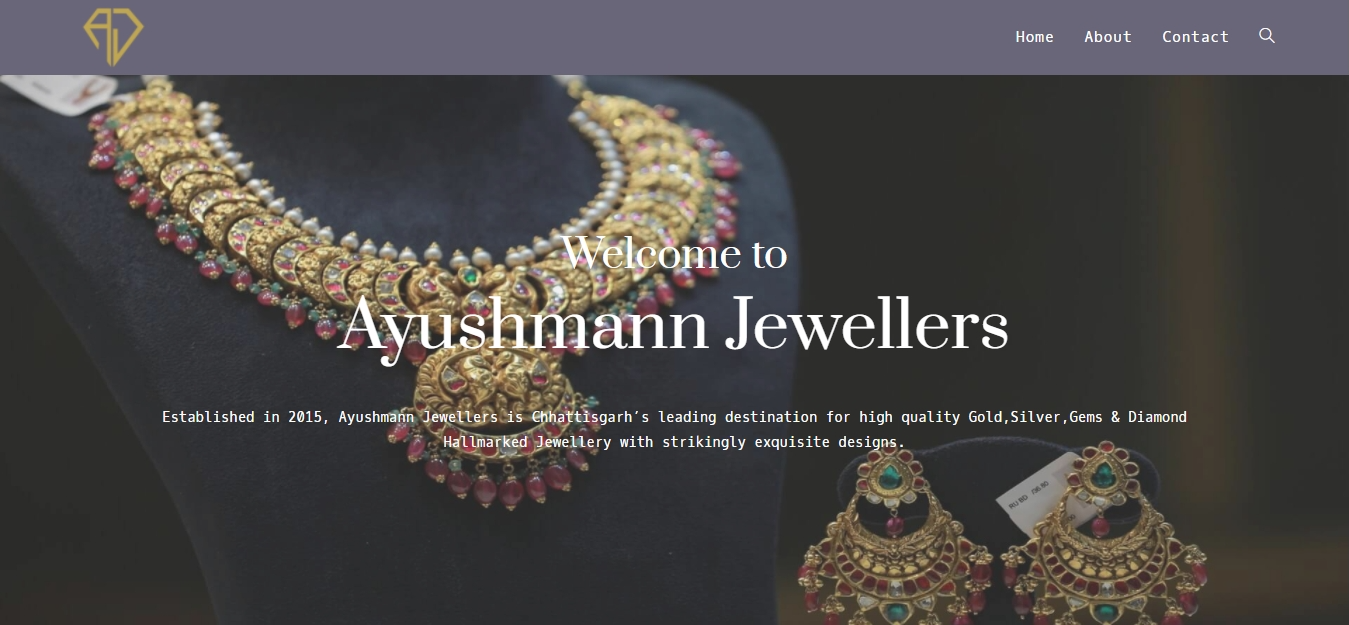 Home About Contact
Welcome to
Ayushmann Jewellers
Established in 2015, Ayushmann Jewellers is Chhattisgarh’s leading destination for high quality Gold,Silver,Gems & Diamond
Hallmarked Jewellery with strikingly exquisite designs.